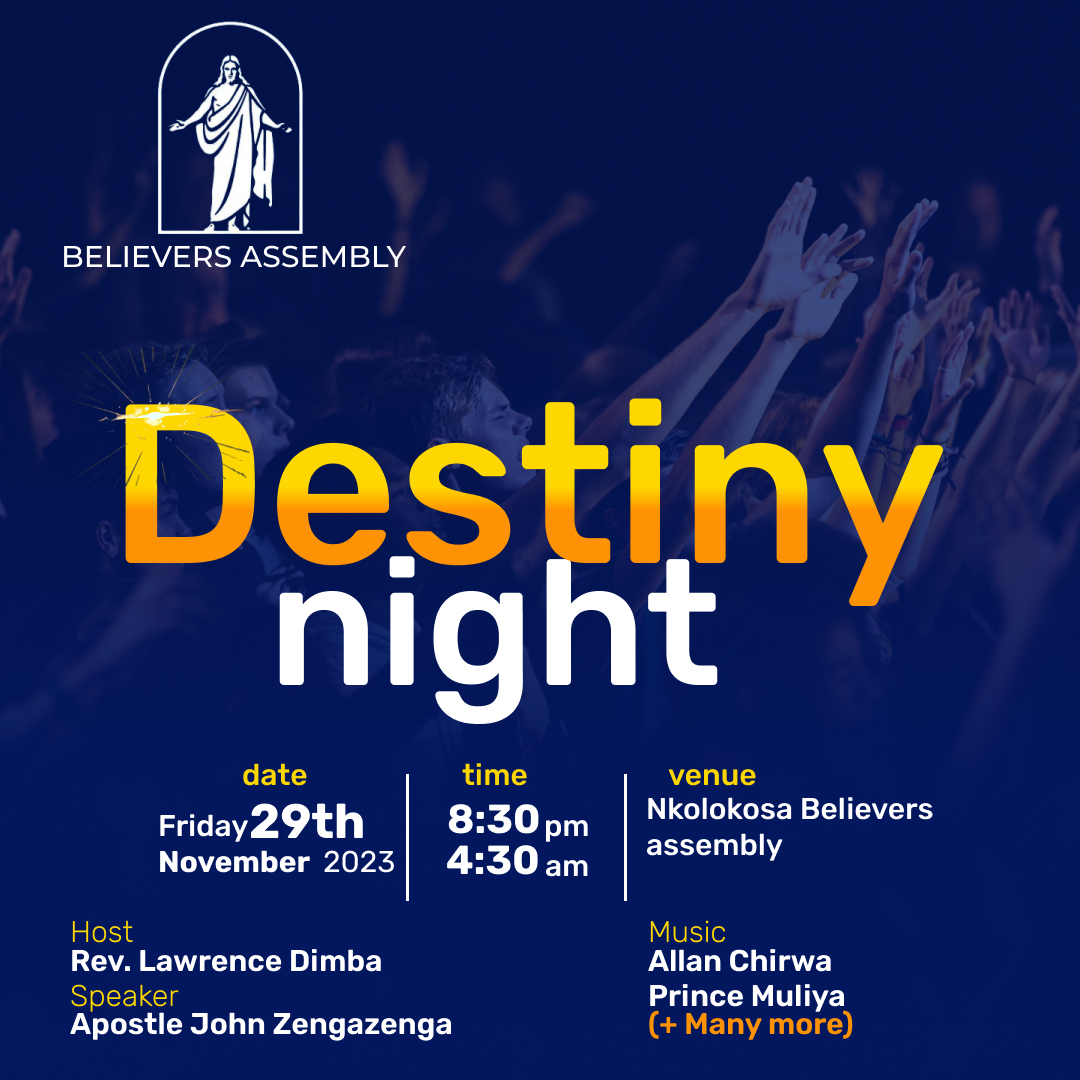 BELIEVERS ASSEMBLY
Destiny
night
date
Friday 29th
November 2023
time
8:30 pm
4:30 am
venue
Nkolokosa Believers
assembly
Host
Rev. Lawrence Dimba
Speaker
Apostle John Zengazenga
Music
Allan Chirwa
Prince Muliya
(+ Many more)